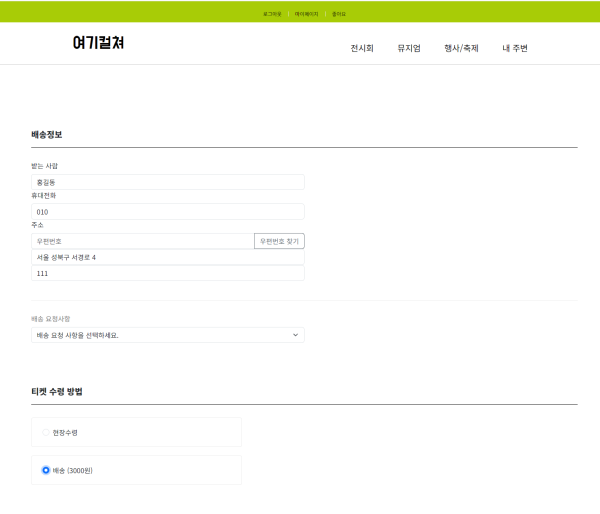 로그아웃 | 마이페이지 | 좋아요
여기컬쳐
전시회 뮤지엄 행사/축제 내 주변
배송정보
받는 사람
홍길동
휴대전화
010
주소
우편번호 우편번호 찾기
서울 성북구 서경로 4
111
배송 요청사항
배송 요청 사항을 선택하세요.
티켓 수령 방법
현장수령
배송 (3000원)